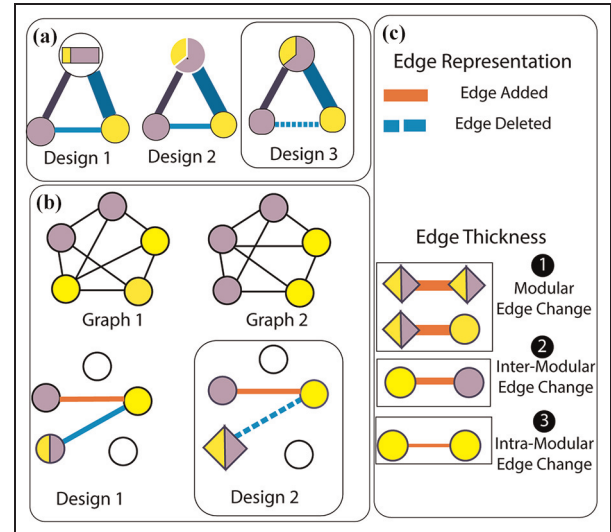 (a)
Design 1
Design 2
Design 3
(b)
Graph 1
Graph 2
Design 1
Design 2
(c)
Edge Representation
Edge Added
Edge Deleted
Edge Thickness
1
Modular
Edge Change
2
Inter-Modular
Edge Change
3
Intra-Modular
Edge Change